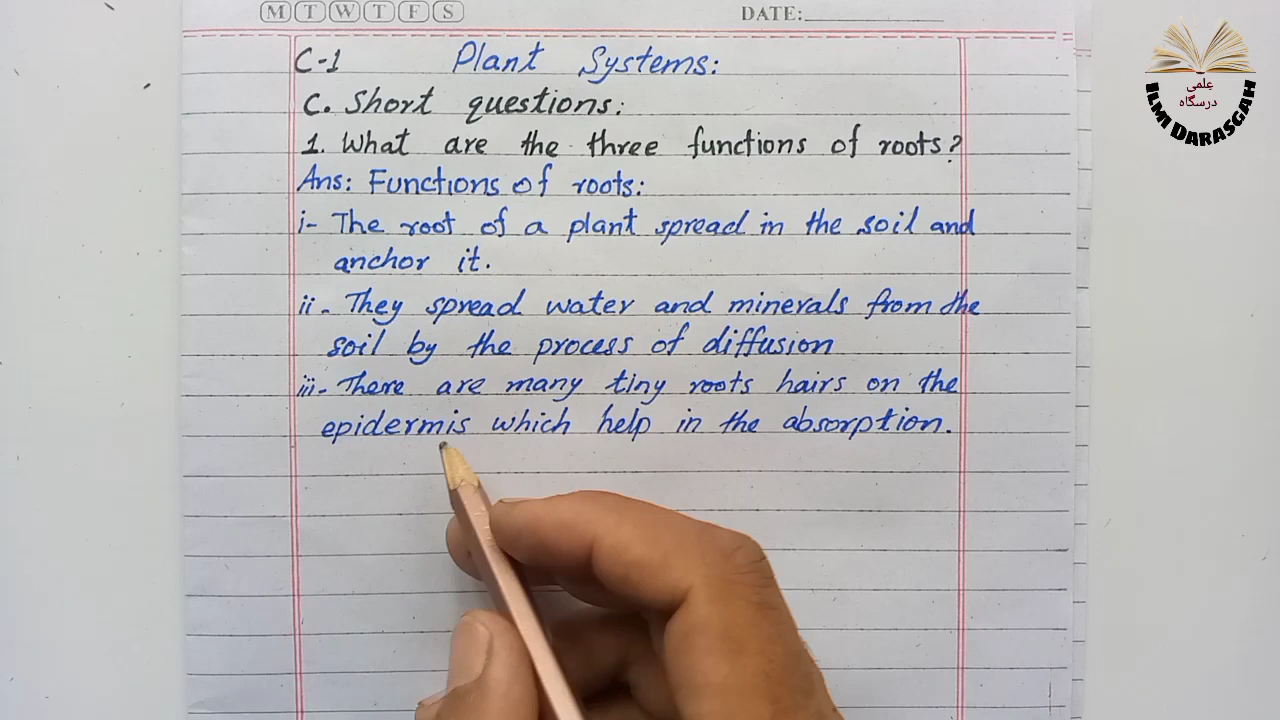 M T W T F S DATE:
C-1 Plant Systems:
C. Short questions:
1. What are the three functions of roots?
Ans: Functions of roots:
i- The root of a plant spread in the soil and
anchor it.
ii- They spread water and minerals from the
soil by the process of diffusion
iii- There are many tiny roots hairs on the
epidermis which help in the absorption.
علمی
درسگاہ
ILMI DARASGAH